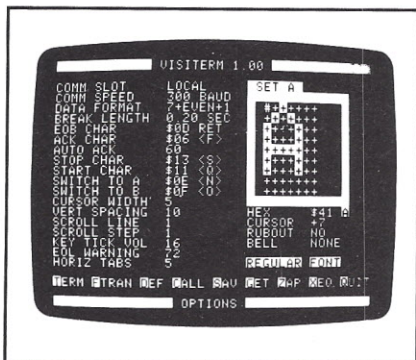 VISITERM 1.00
COMM SLOT LOCAL
COMM SPEED 300 BAUD
DATA FORMAT 7+EVEN+1
BREAK LENGTH 0.20 SEC
EOB CHAR $0D RET
ACK CHAR $06 <F>
AUTO ACK 60
STOP CHAR $13 <S>
START CHAR $11 <Q>
SWITCH TO A $0E <N>
SWITCH TO B $0F <O>
CURSOR WIDTH 5
VERT SPACING 10
SCROLL LINE 1
SCROLL STEP 1
KEY TICK VOL 16
EOL WARNING 72
HORIZ TABS 5
SET A
HEX $41 A
CURSOR +7
RUBOUT NO
BELL NONE
REGULAR FONT
TERM FTRAN DEF CALL SAV GET ZAP XEQ QUIT
OPTIONS